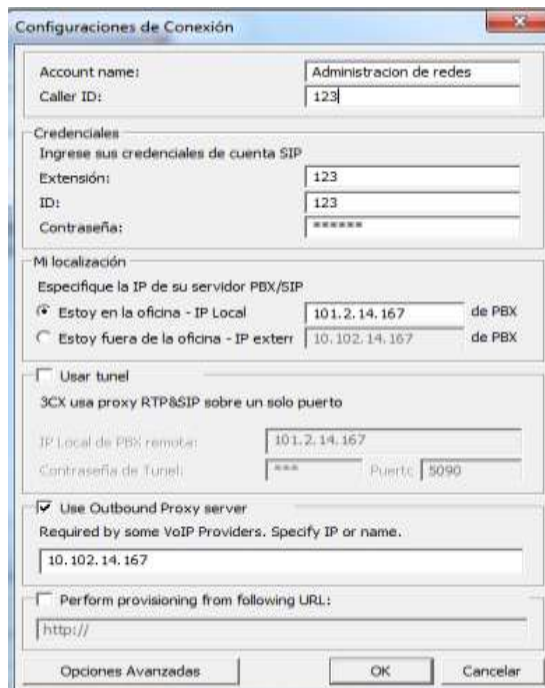 Configuraciones de Conexión
Account name: Administracion de redes
Caller ID: 123
Credenciales
Ingrese sus credenciales de cuenta SIP
Extensión: 123
ID: 123
Contraseña: ******
Mi localización
Especifique la IP de su servidor PBX/SIP
Estoy en la oficina - IP Local 101.2.14.167 de PBX
Estoy fuera de la oficina - IP extern 10.102.14.167 de PBX
Usar tunel
3CX usa proxy RTP&SIP sobre un solo puerto
IP Local de PBX remota: 101.2.14.167
Contraseña de Tunel: *** Puerto 5090
Use Outbound Proxy server
Required by some VoIP Providers. Specify IP or name.
10.102.14.167
Perform provisioning from following URL:
http://
Opciones Avanzadas OK Cancelar